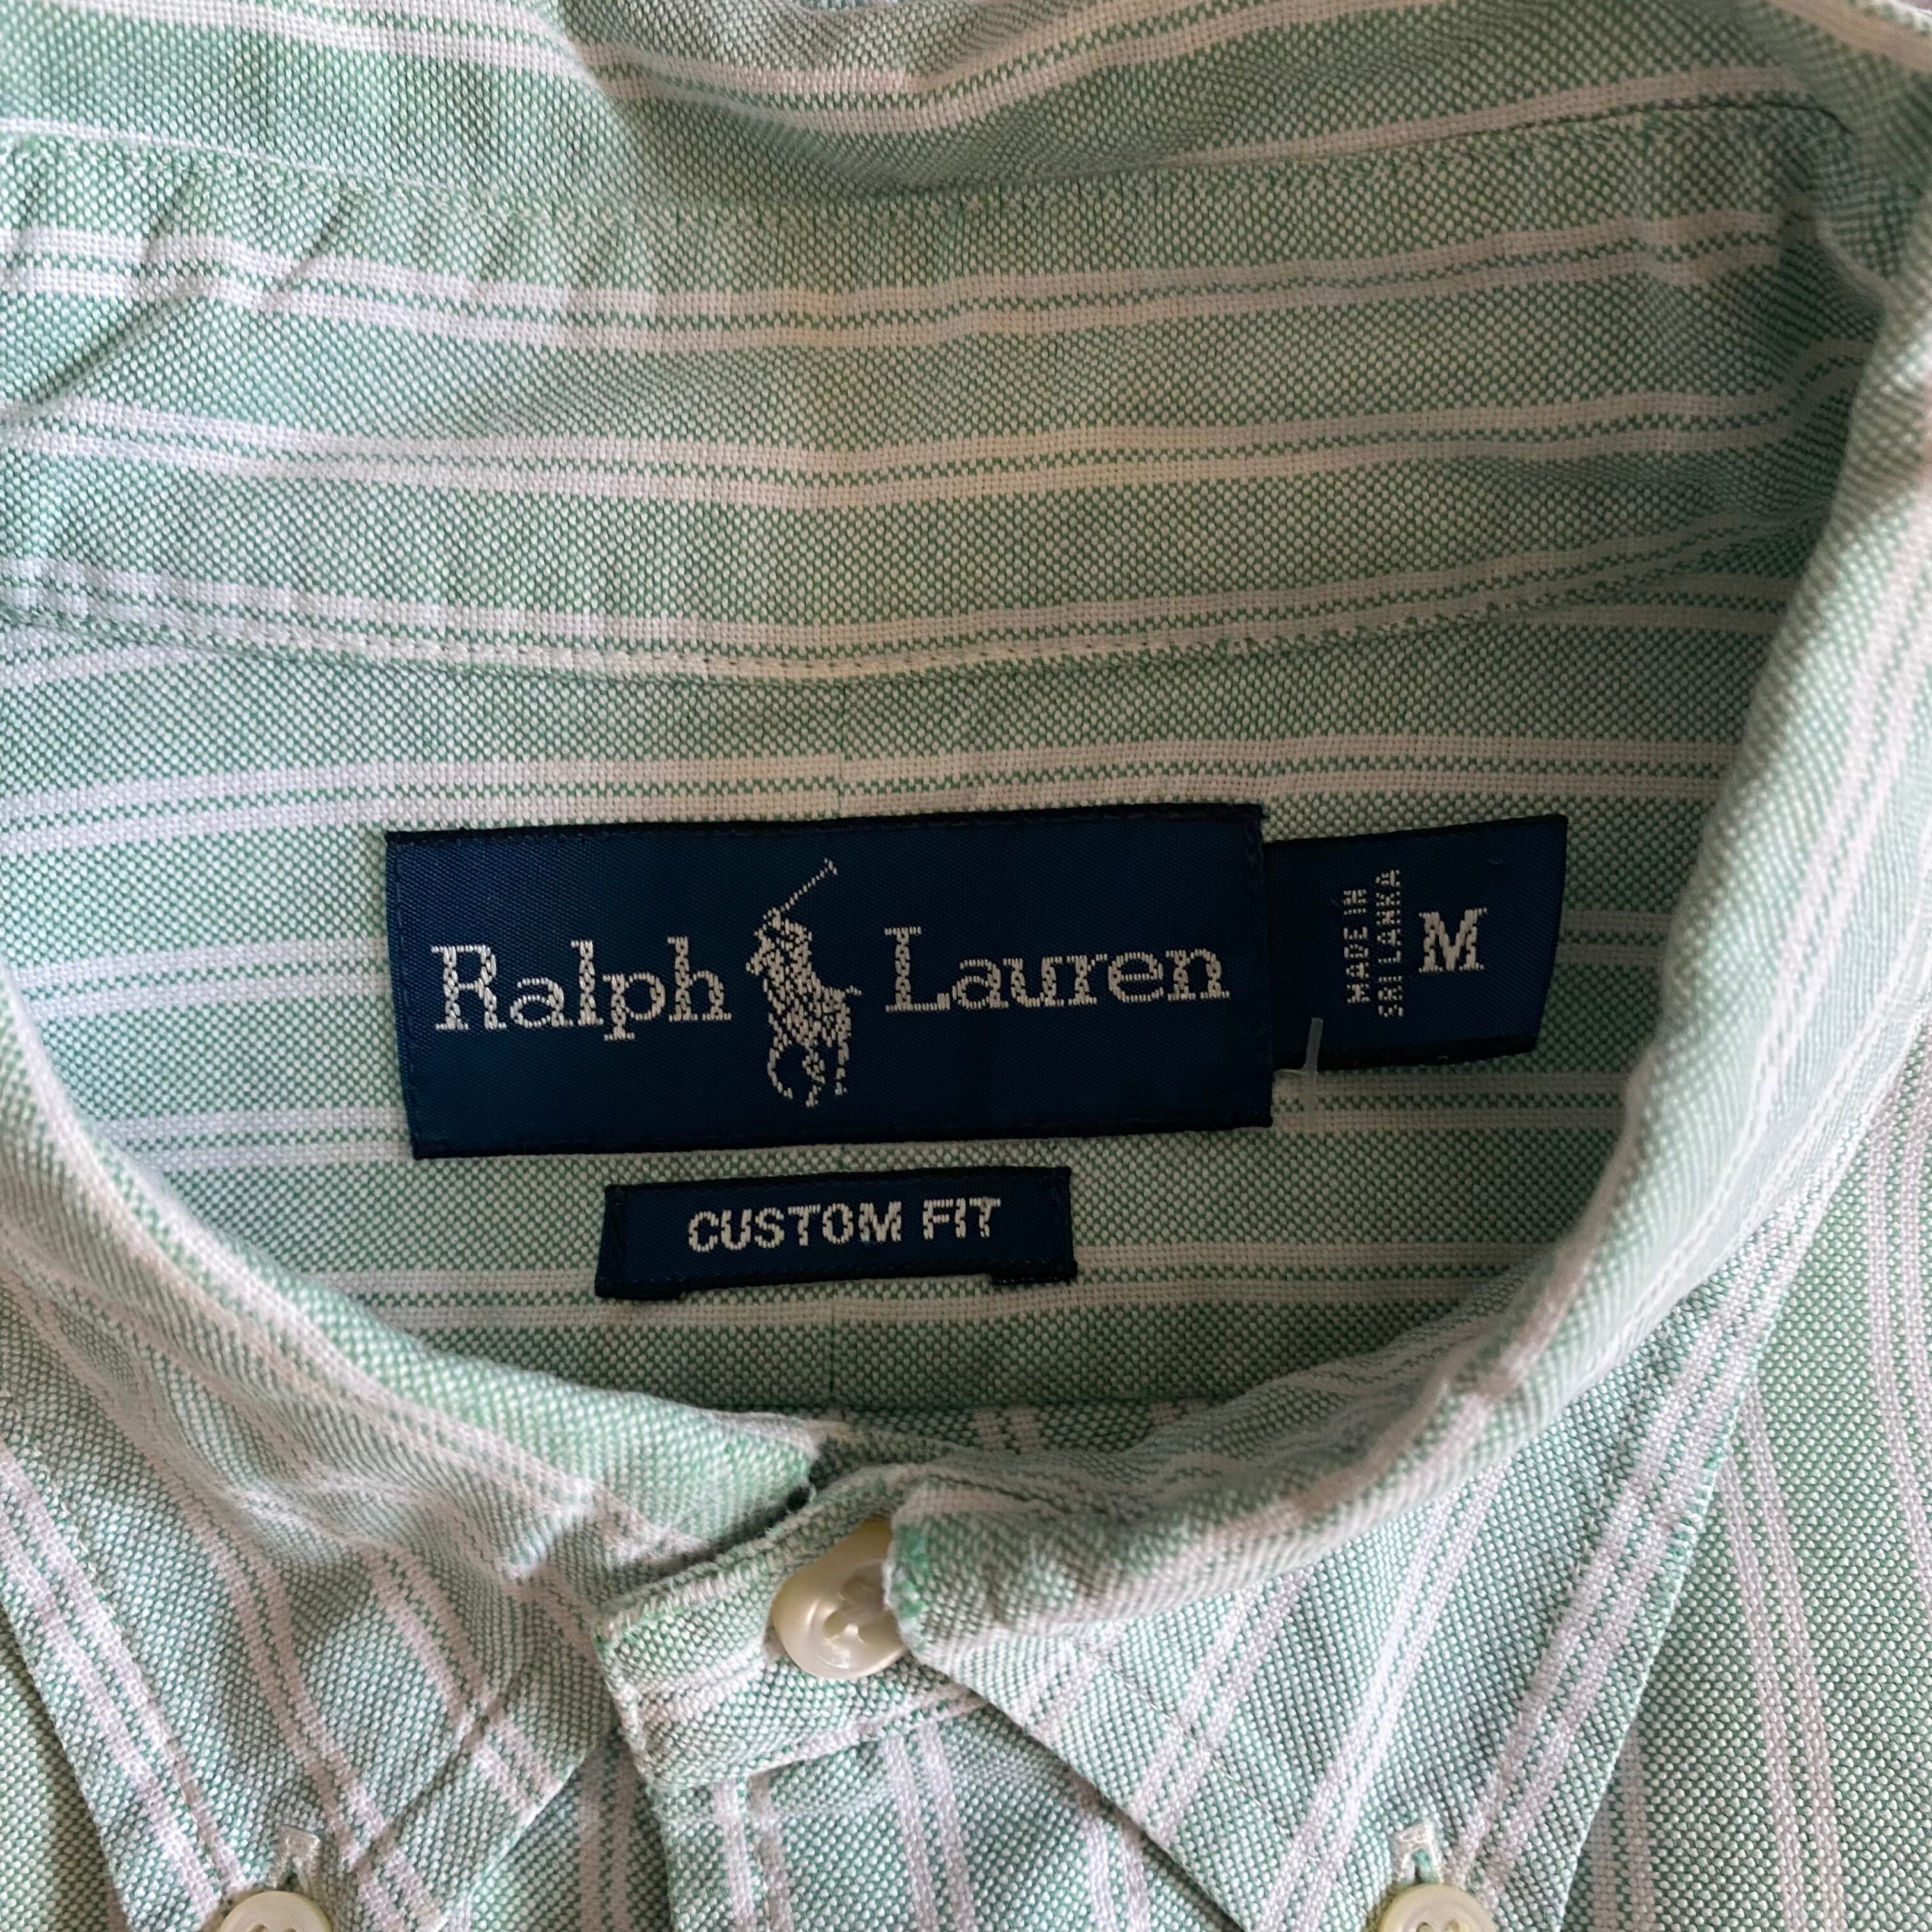 Ralph Lauren
MADE IN
SRI LANKA
M
CUSTOM FIT